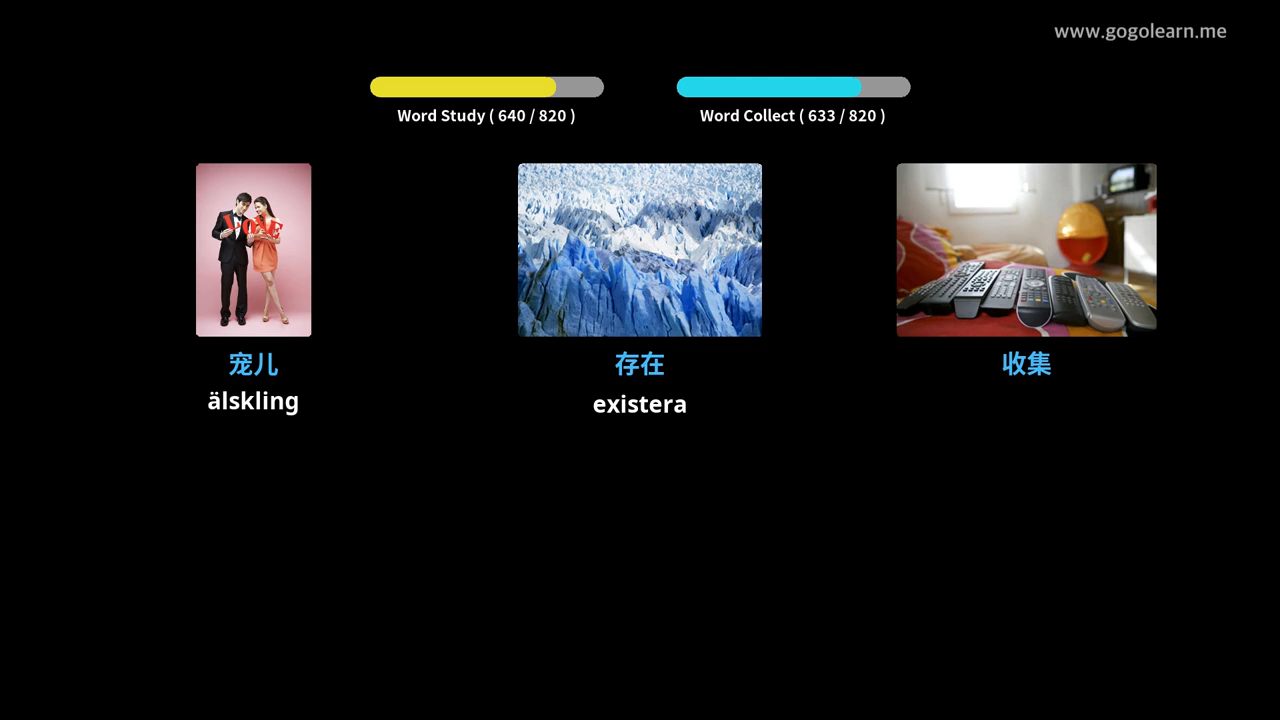 www.gogolearn.me
Word Study ( 640 / 820 )
Word Collect ( 633 / 820 )
宠儿
älskling
存在
existera
收集